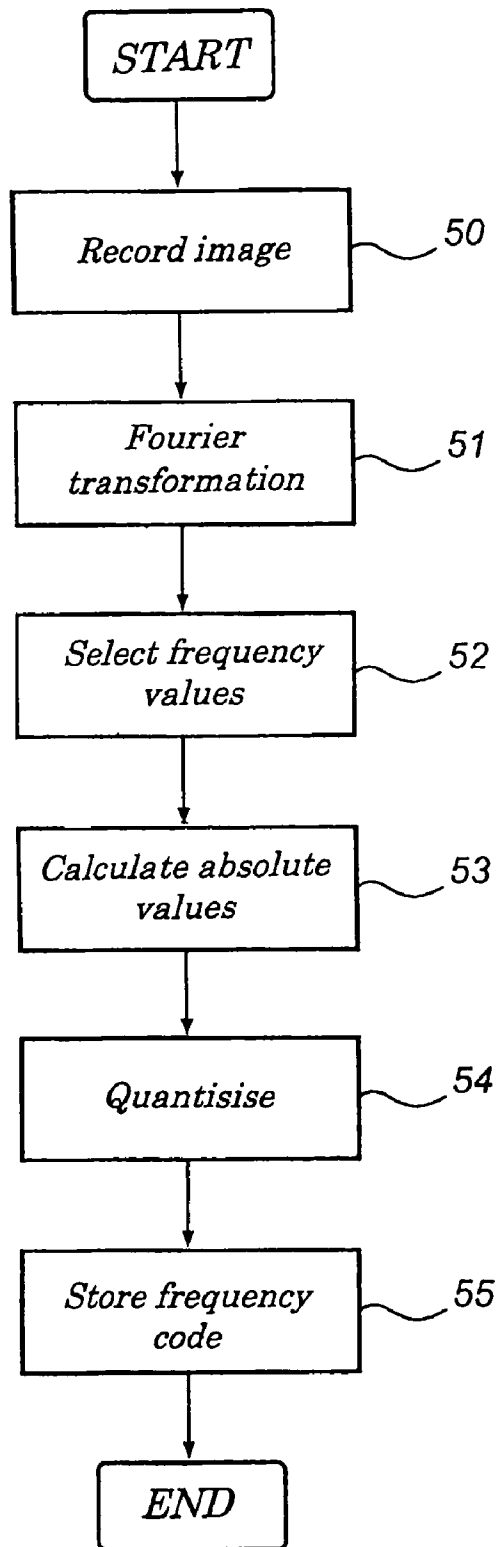 START
Record image
50
Fourier
transformation
51
Select frequency
values
52
Calculate absolute
values
53
Quantisise
54
Store frequency
code
55
END